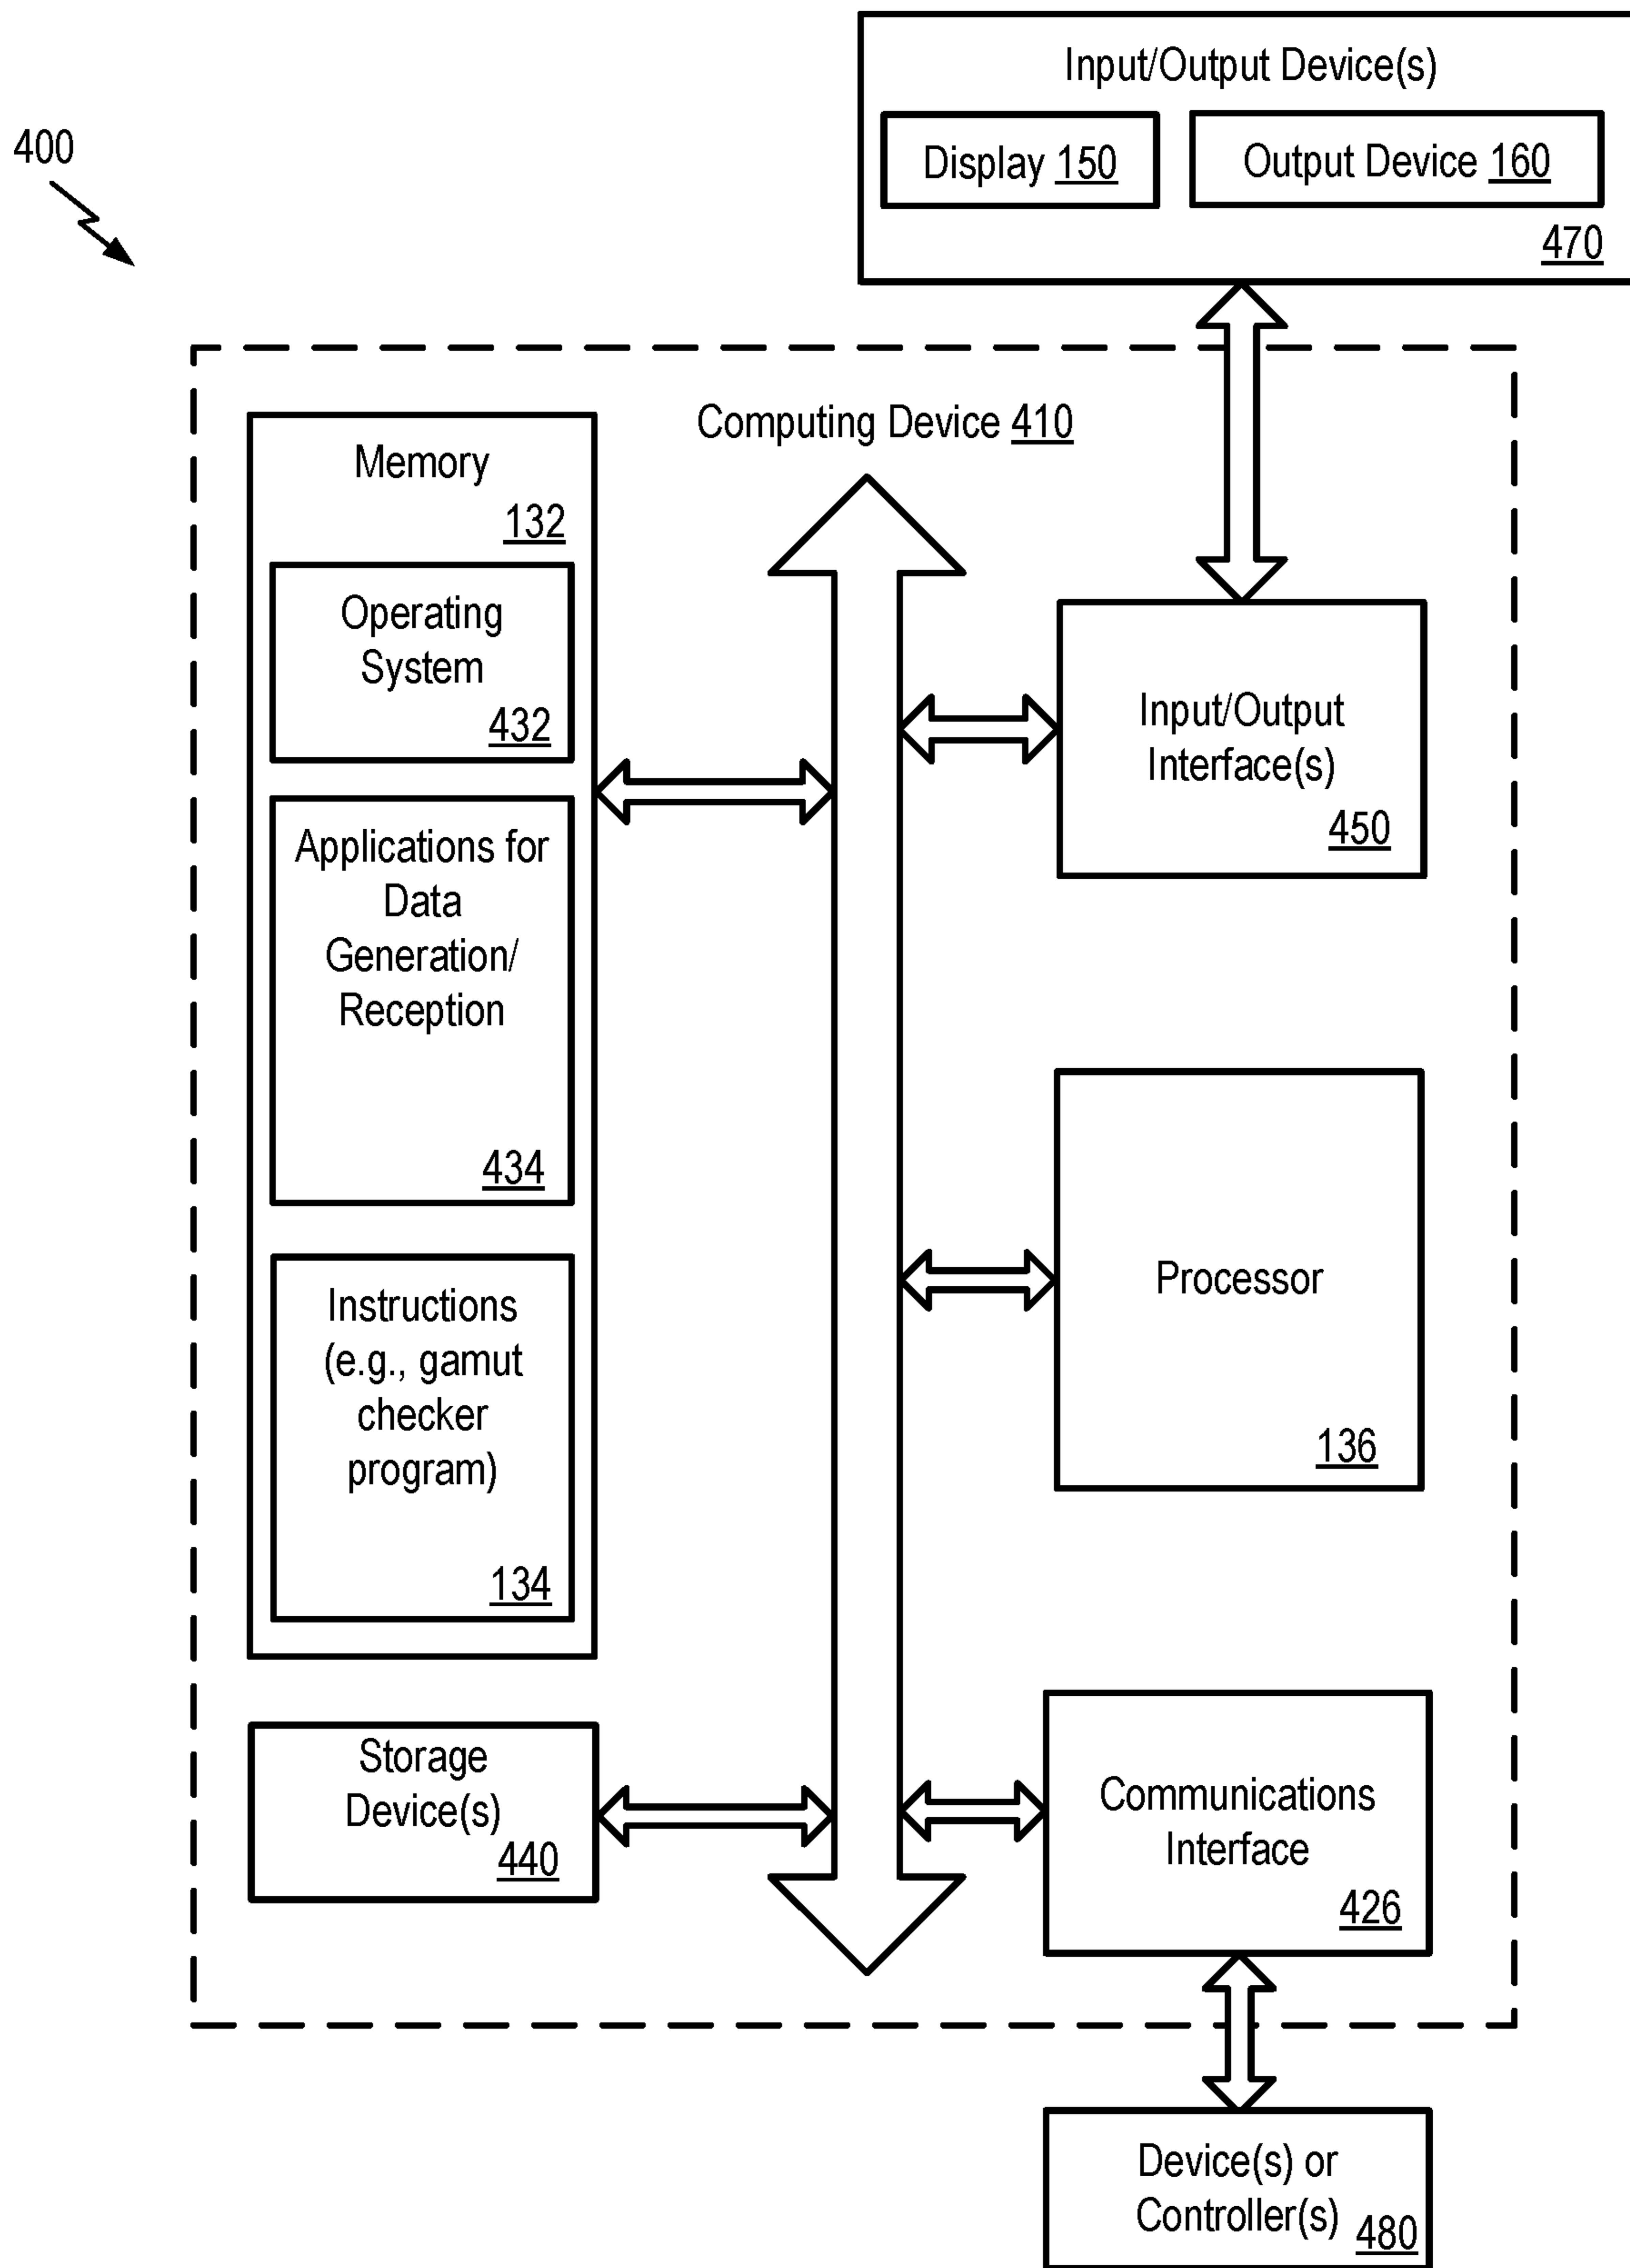 Input/Output Device(s)
Display 150
Output Device 160
470
400
Computing Device 410
Memory
132
Operating
System
432
Applications for
Data
Generation/
Reception
434
Instructions
(e.g., gamut
checker
program)
134
Storage
Device(s)
440
Input/Output
Interface(s)
450
Processor
136
Communications
Interface
426
Device(s) or
Controller(s) 480